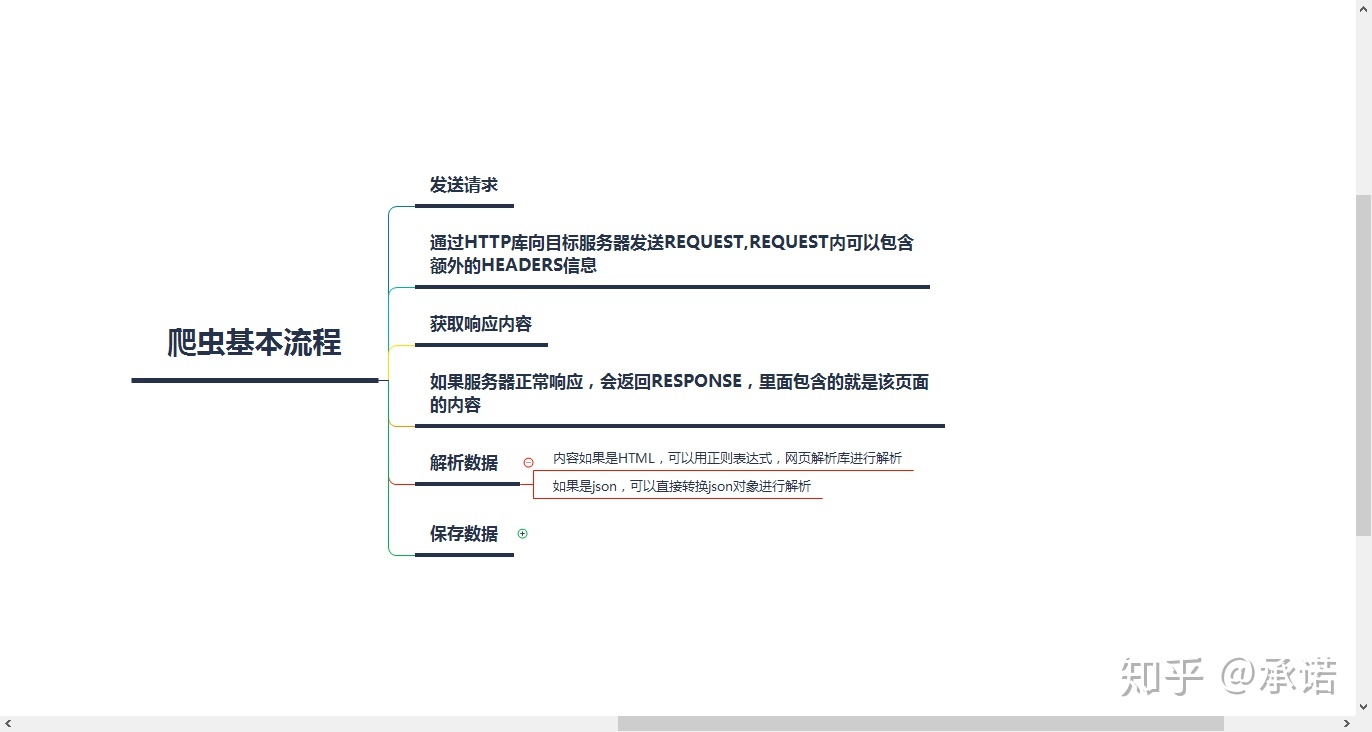 发送请求
通过HTTP库向目标服务器发送REQUEST,REQUEST内可以包含
额外的HEADERS信息
获取响应内容
爬虫基本流程
如果服务器正常响应，会返回RESPONSE，里面包含的就是该页面
的内容
解析数据
内容如果是HTML，可以用正则表达式，网页解析库进行解析
如果是json，可以直接转换json对象进行解析
保存数据
知乎 @承诺